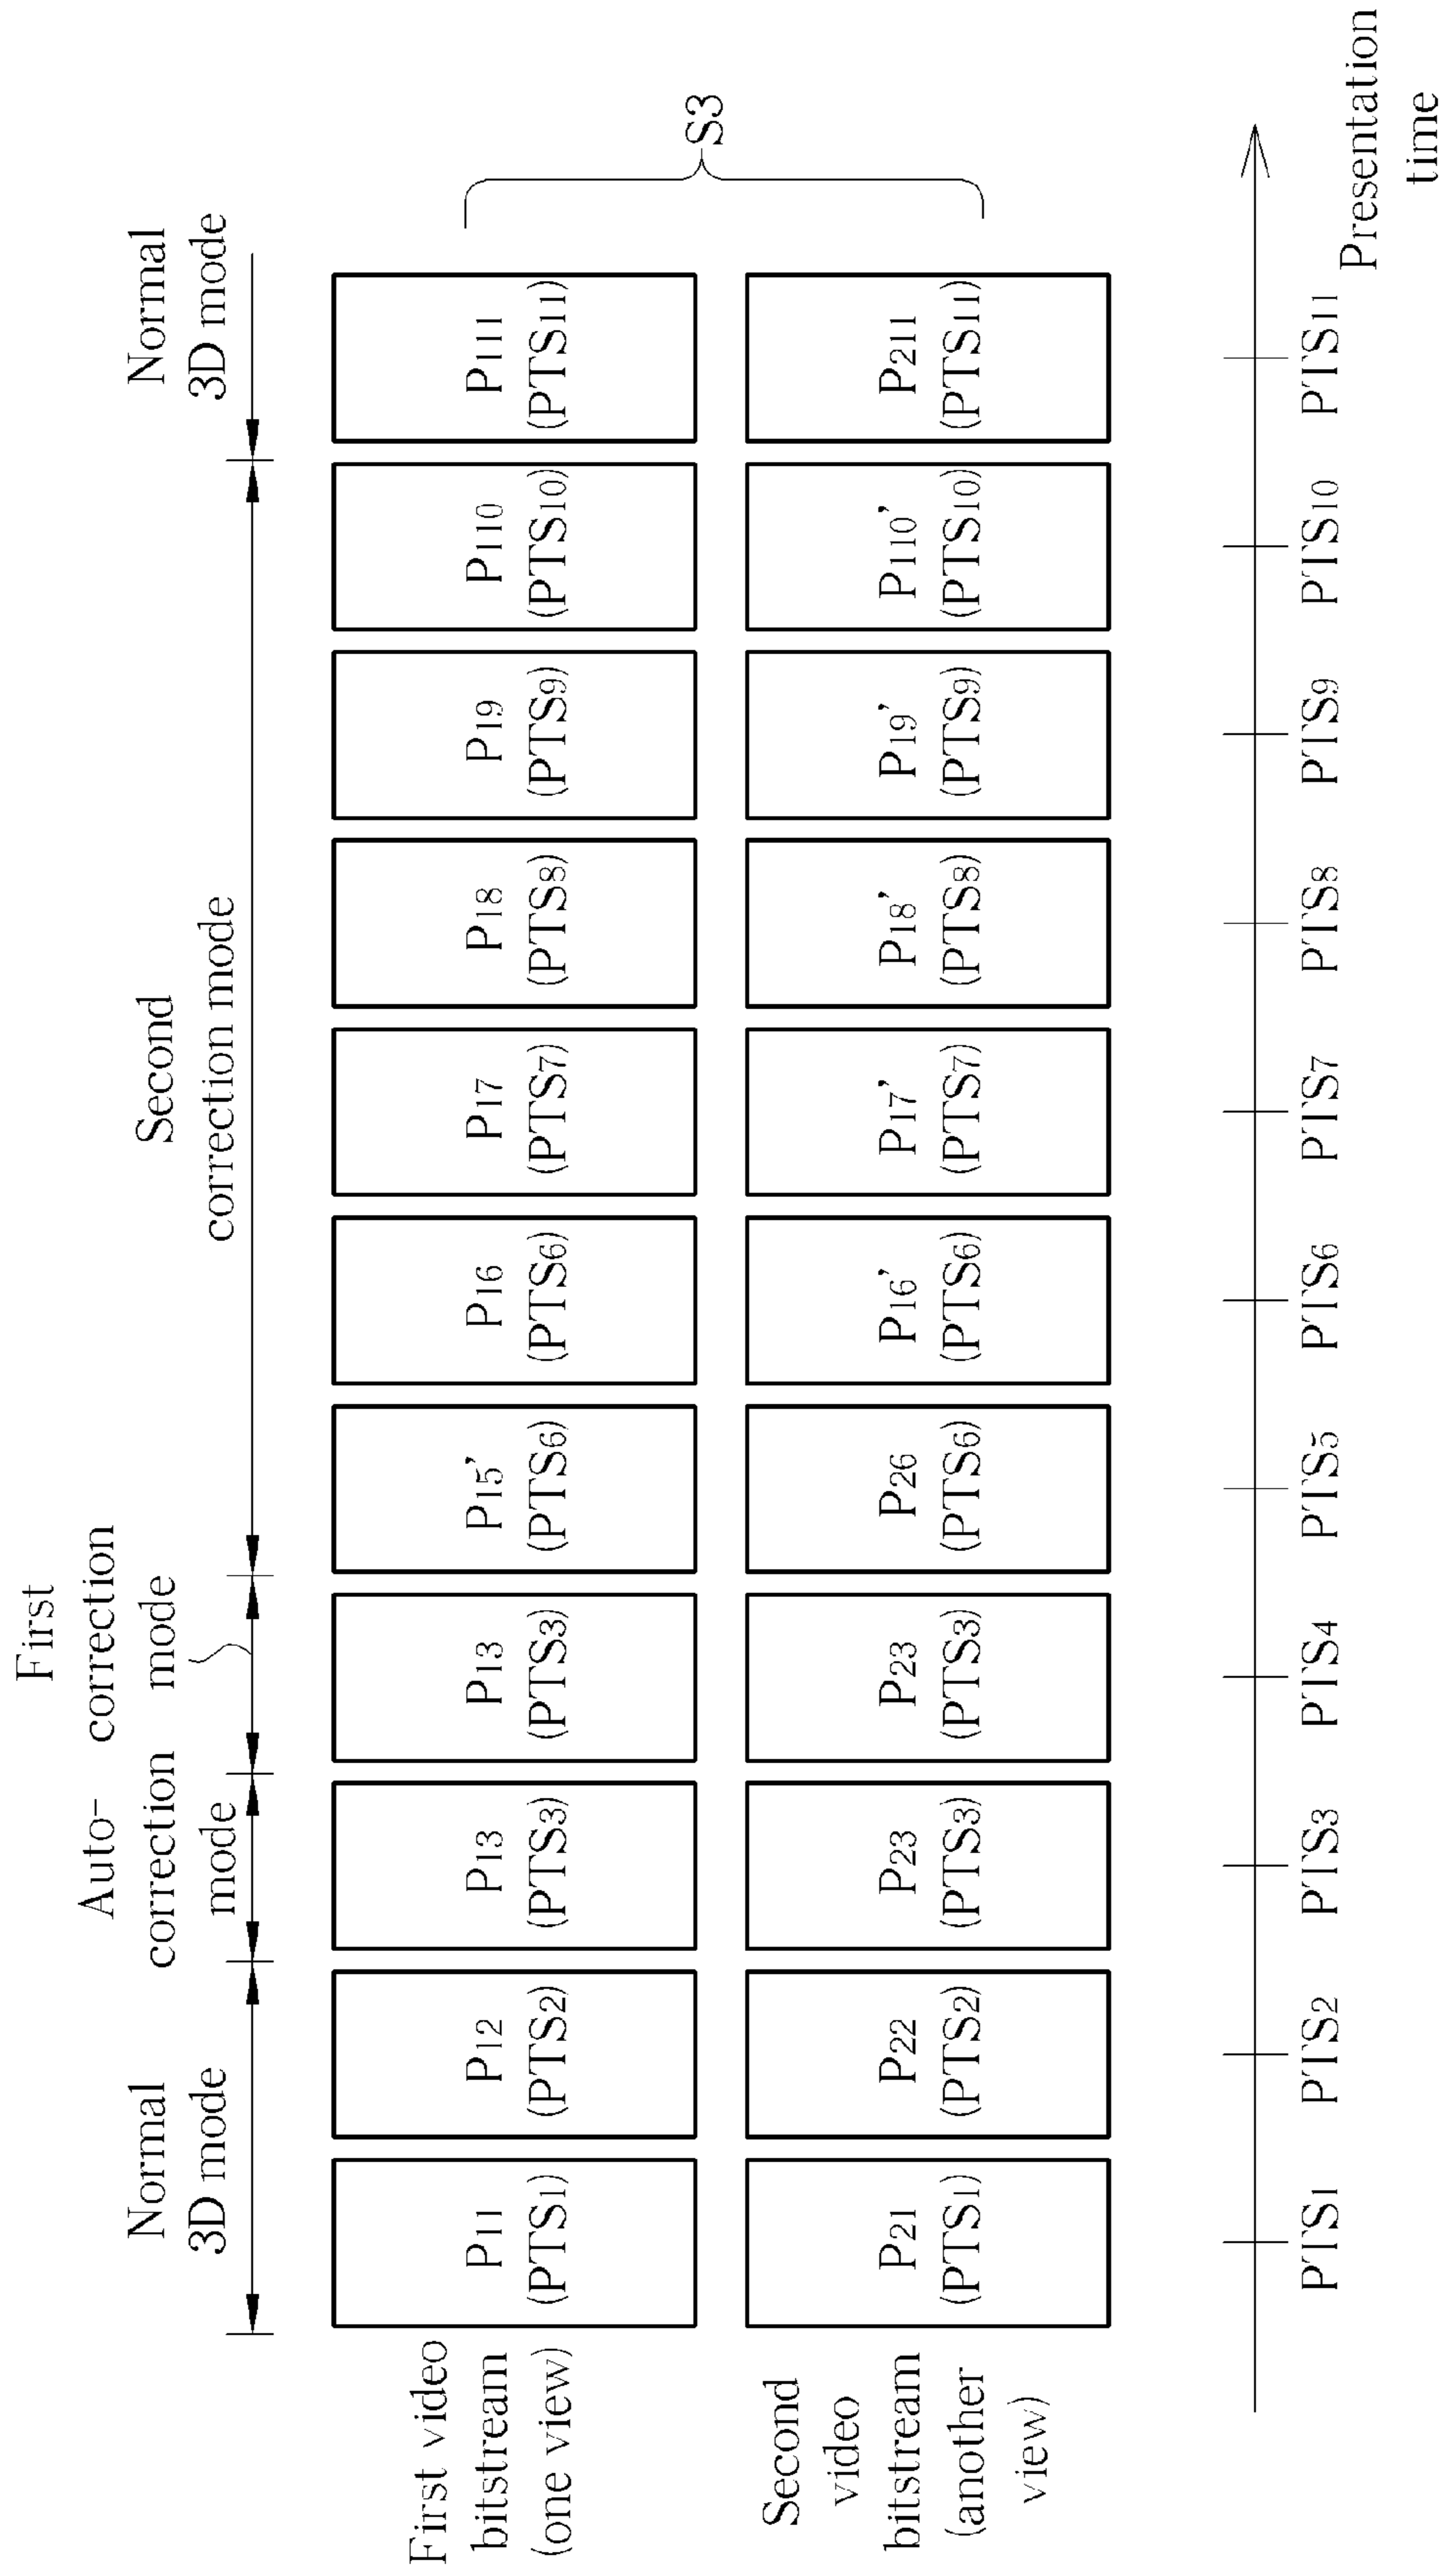 Normal
3D mode
Auto-
correction
mode
First
correction
mode
Second
correction mode
Normal
3D mode
First video
bitstream
(one view)
P11
(PTS1)
P12
(PTS2)
P13
(PTS3)
P13
(PTS3)
P15’
(PTS6)
P16
(PTS6)
P17
(PTS7)
P18
(PTS8)
P19
(PTS9)
P110
(PTS10)
P111
(PTS11)
S3
Second
video
bitstream
(another
view)
P21
(PTS1)
P22
(PTS2)
P23
(PTS3)
P23
(PTS3)
P26
(PTS6)
P16’
(PTS6)
P17’
(PTS7)
P18’
(PTS8)
P19’
(PTS9)
P110’
(PTS10)
P211
(PTS11)
PTS1
PTS2
PTS3
PTS4
PTS5
PTS6
PTS7
PTS8
PTS9
PTS10
PTS11
Presentation
time